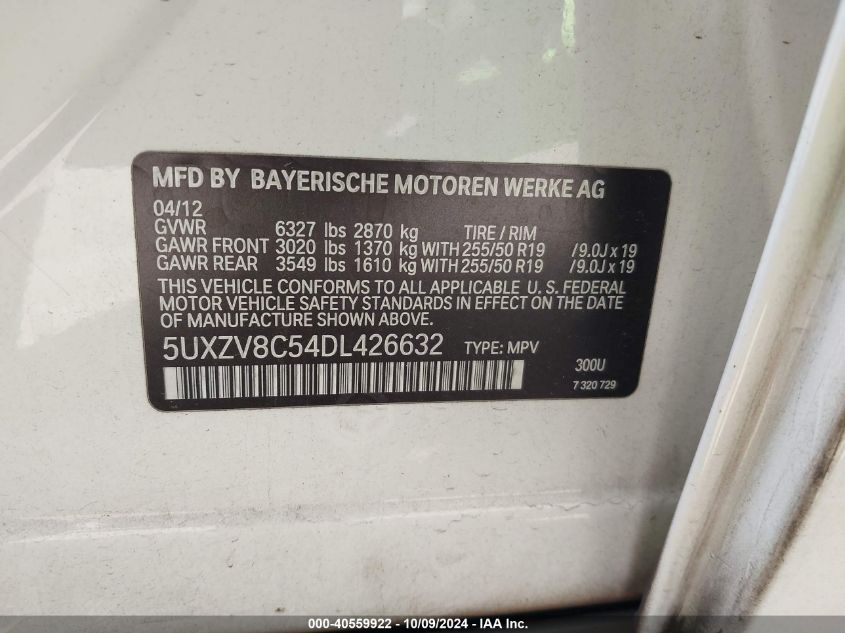 MFD BY BAYERISCHE MOTOREN WERKE AG
04/12
GVWR 6327 lbs 2870 kg TIRE / RIM
GAWR FRONT 3020 lbs 1370 kg WITH 255/50 R19 /9.0J x 19
GAWR REAR 3549 lbs 1610 kg WITH 255/50 R19 /9.0J x 19
THIS VEHICLE CONFORMS TO ALL APPLICABLE U. S. FEDERAL
MOTOR VEHICLE SAFETY STANDARDS IN EFFECT ON THE DATE
OF MANUFACTURE SHOWN ABOVE.
5UXZV8C54DL426632 TYPE: MPV
300U
7 320 729
000-40559922 - 10/09/2024 - IAA Inc.